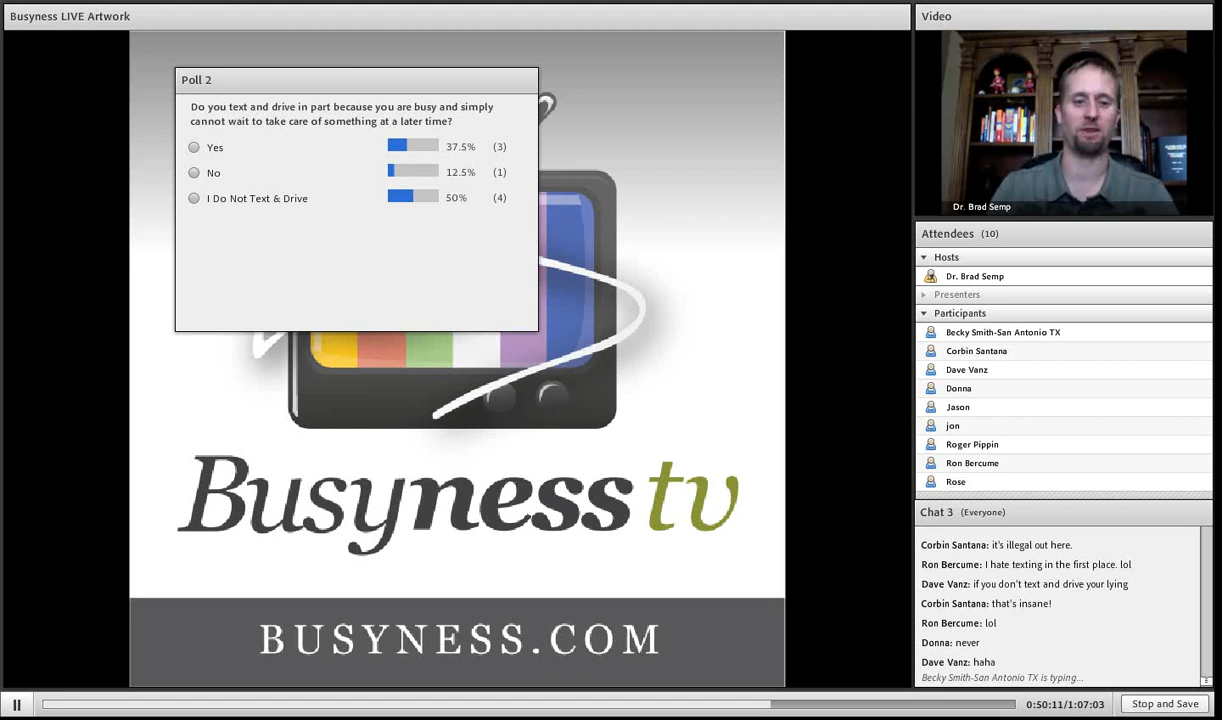 Busyness LIVE Artwork
Poll 2
Do you text and drive in part because you are busy and simply
cannot wait to take care of something at a later time?
Yes 37.5% (3)
No 12.5% (1)
I Do Not Text & Drive 50% (4)
Busyness tv
BUSYNESS.COM
Video
Dr. Brad Semp
Attendees (10)
Hosts
Dr. Brad Semp
Presenters
Participants
Becky Smith-San Antonio TX
Corbin Santana
Dave Vanz
Donna
Jason
jon
Roger Pippin
Ron Bercume
Rose
Chat 3 (Everyone)
Corbin Santana: it's illegal out here.
Ron Bercume: I hate texting in the first place. lol
Dave Vanz: if you don't text and drive your lying
Corbin Santana: that's insane!
Ron Bercume: lol
Donna: never
Dave Vanz: haha
Becky Smith-San Antonio TX is typing...
0:50:11/1:07:03
Stop and Save